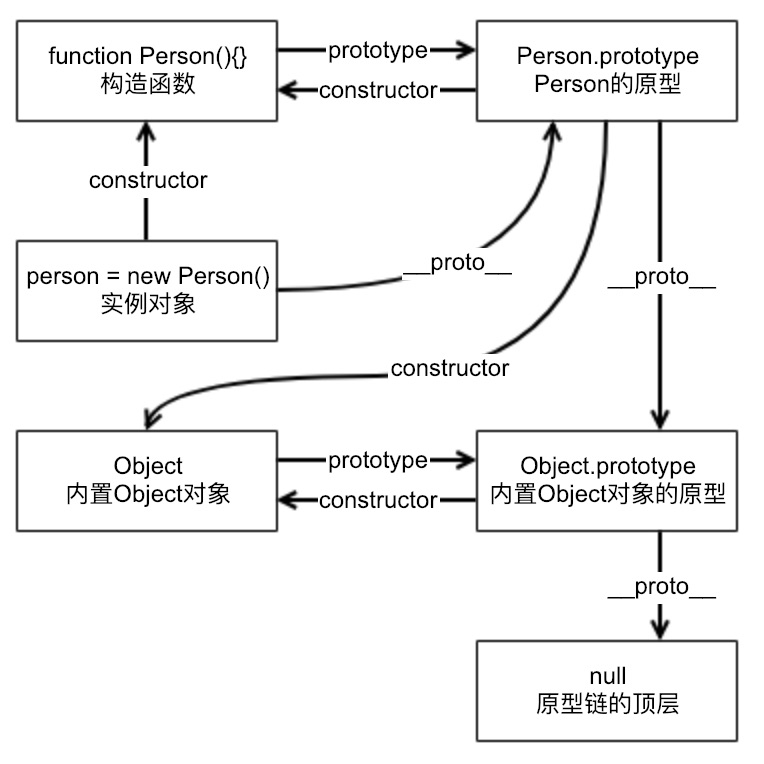 function Person(){}
构造函数
prototype
constructor
Person.prototype
Person的原型
constructor
person = new Person()
实例对象
__proto__
__proto__
constructor
Object
内置Object对象
prototype
constructor
Object.prototype
内置Object对象的原型
__proto__
null
原型链的顶层